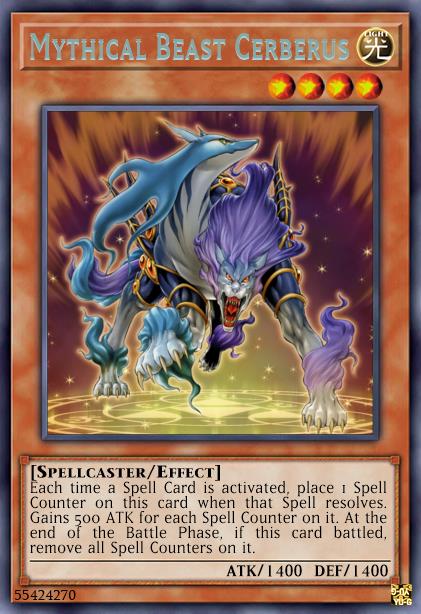 Mythical Beast Cerberus
LIGHT
光
[Spellcaster/Effect]
Each time a Spell Card is activated, place 1 Spell
Counter on this card when that Spell resolves.
Gains 500 ATK for each Spell Counter on it. At the
end of the Battle Phase, if this card battled,
remove all Spell Counters on it.
ATK/1400 DEF/1400
55424270